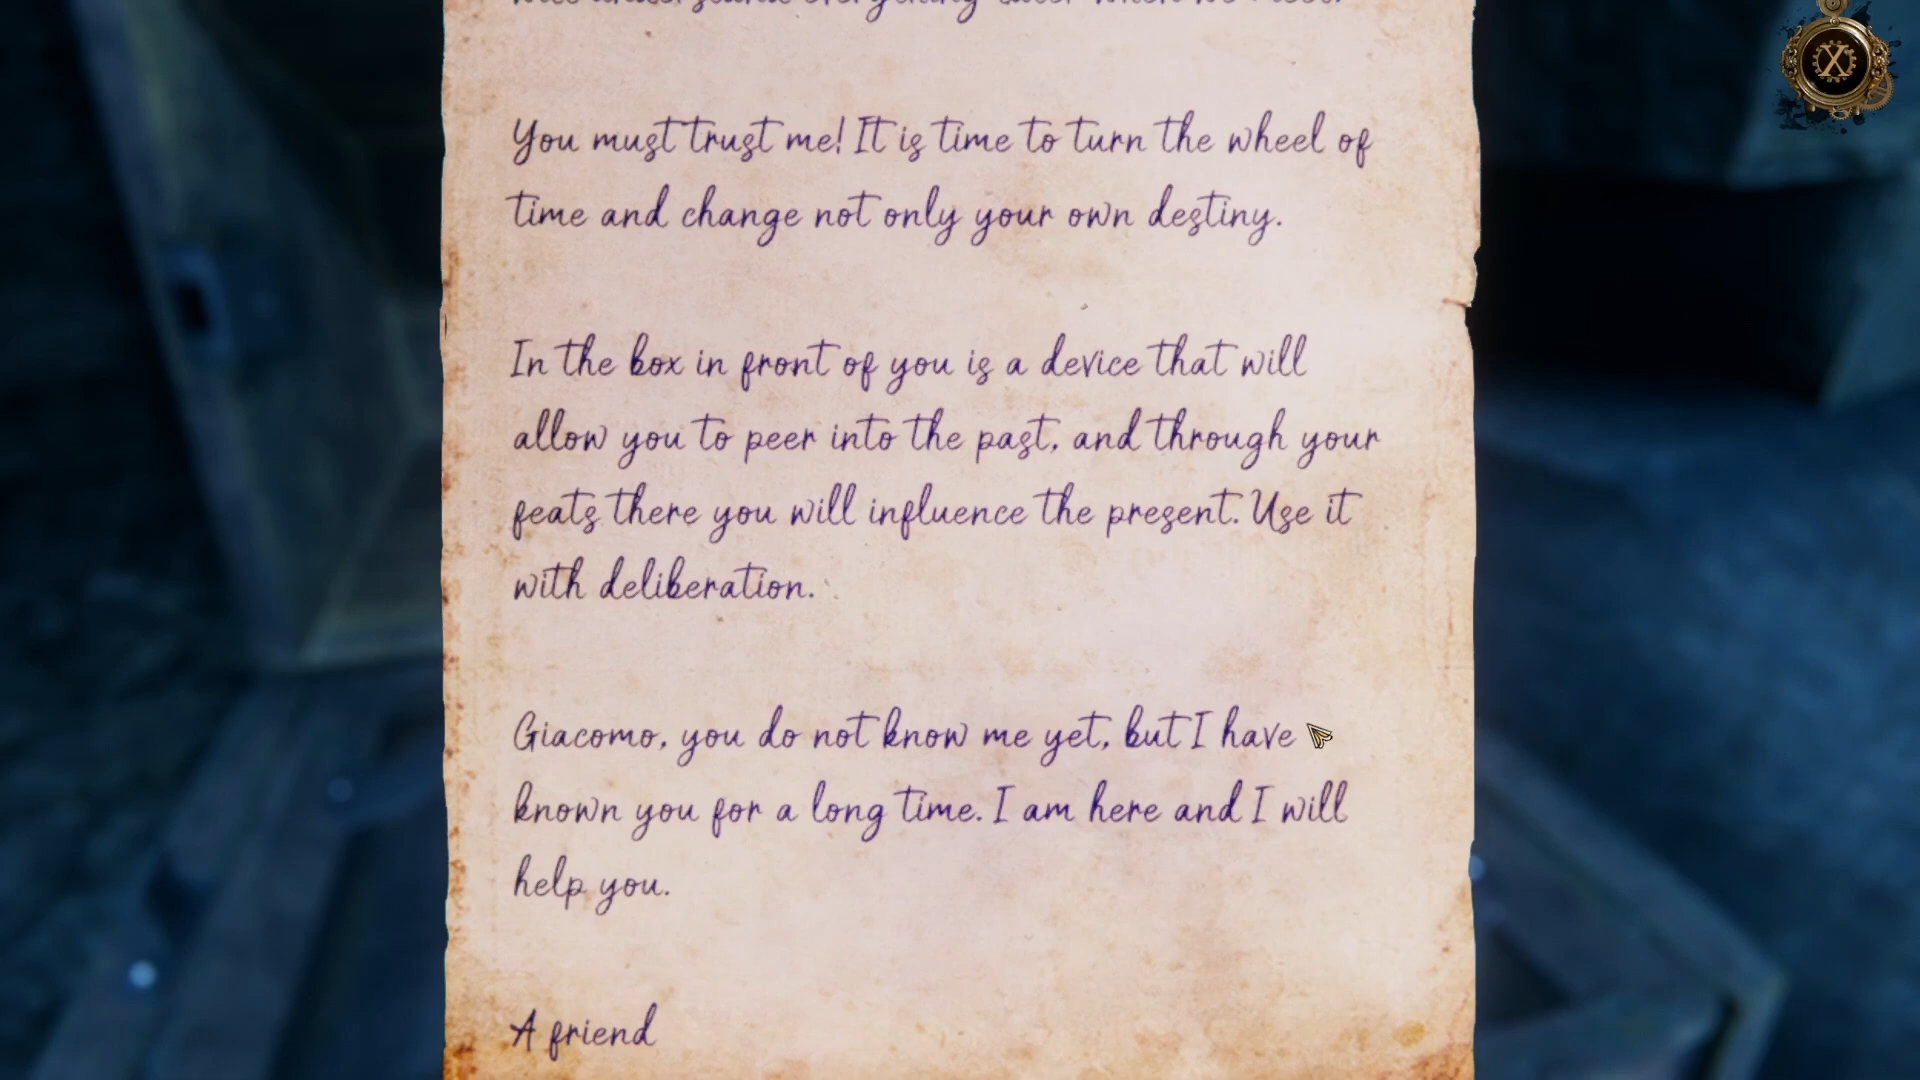 You must trust me! It is time to turn the wheel of
time and change not only your own destiny.
In the box in front of you is a device that will
allow you to peer into the past, and through your
feats there you will influence the present. Use it
with deliberation.
Giacomo, you do not know me yet, but I have
known you for a long time. I am here and I will
help you.
A friend
X